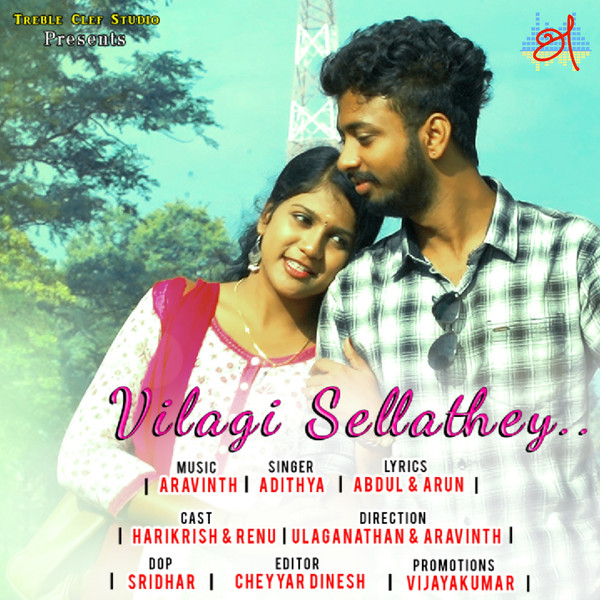 TREBLE CLEF STUDIO
Presents
Vilagi Sellathey..
MUSIC SINGER LYRICS
| ARAVINTH | ADITHYA | ABDUL & ARUN |
CAST DIRECTION
| HARIKRISH & RENU | ULAGANATHAN & ARAVINTH |
DOP EDITOR PROMOTIONS
| SRIDHAR | CHEYYAR DINESH | VIJAYAKUMAR |